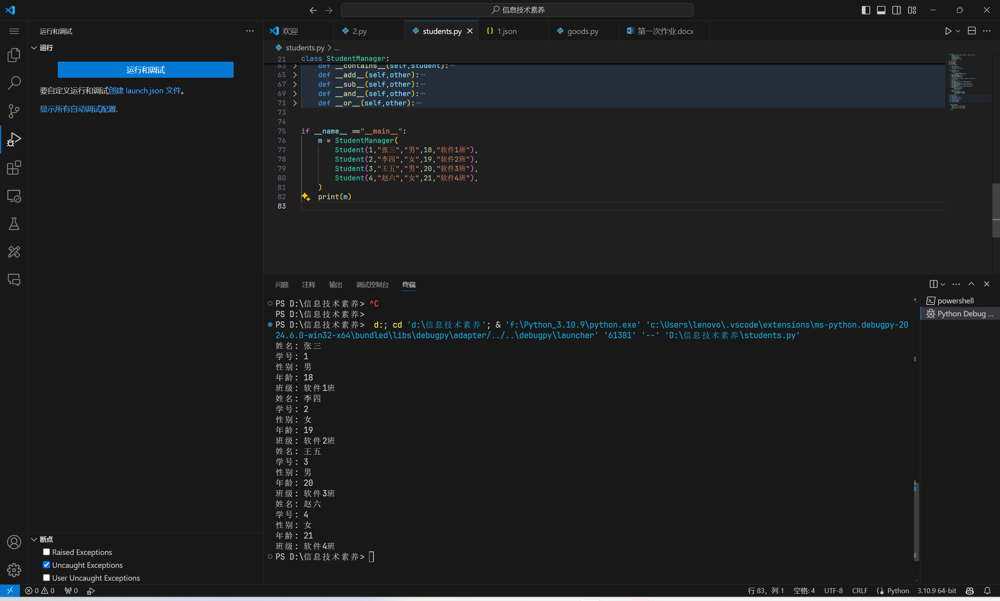 信息技术素养
运行和调试
运行
运行和调试
要自定义运行和调试创建 launch.json 文件。
显示所有自动调试配置.
欢迎
2.py
students.py
1.json
goods.py
第一次作业.docx
students.py > ...
21 class StudentManager:
63 def __contains__(self,student):⋯
65 def __add__(self,other):⋯
67 def __sub__(self,other):⋯
69 def __and__(self,other):⋯
71 def __or__(self,other):⋯
73
74
75 if __name__ =="__main__":
76 m = StudentManager(
77 Student(1,"张三","男",18,"软件1班"),
78 Student(2,"李四","女",19,"软件2班"),
79 Student(3,"王五","男",20,"软件3班"),
80 Student(4,"赵六","女",21,"软件4班"),
81 )
82 print(m)
83
问题 注释 输出 调试控制台 终端
PS D:\信息技术素养> ^C
PS D:\信息技术素养>
PS D:\信息技术素养>  d:; cd 'd:\信息技术素养'; & 'f:\Python_3.10.9\python.exe' 'c:\Users\lenovo\.vscode\extensions\ms-python.debugpy-20
24.6.0-win32-x64\bundled\libs\debugpy\adapter/../..\debugpy\launcher' '61381' '--' 'D:\信息技术素养\students.py'
姓名: 张三
学号: 1
性别: 男
年龄: 18
班级: 软件1班
姓名: 李四
学号: 2
性别: 女
年龄: 19
班级: 软件2班
姓名: 王五
学号: 3
性别: 男
年龄: 20
班级: 软件3班
姓名: 赵六
学号: 4
性别: 女
年龄: 21
班级: 软件4班
PS D:\信息技术素养>
powershell
Python Debug ...
断点
Raised Exceptions
Uncaught Exceptions
User Uncaught Exceptions
0 0 0
行 83，列 1 空格: 4 UTF-8 CRLF Python 3.10.9 64-bit